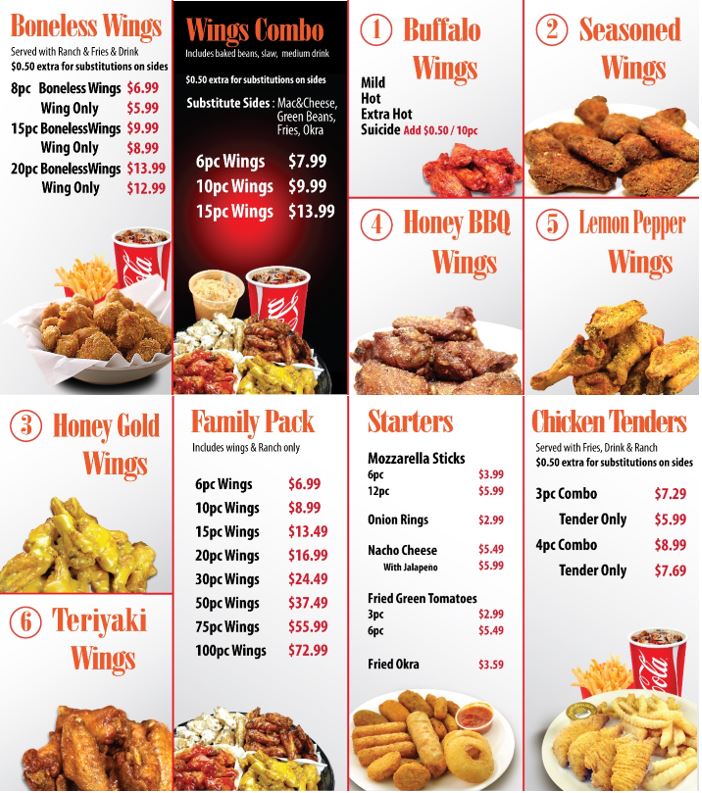 Boneless Wings
Served with Ranch & Fries & Drink
$0.50 extra for substitutions on sides
8pc Boneless Wings $6.99
Wing Only $5.99
15pc BonelessWings $9.99
Wing Only $8.99
20pc BonelessWings $13.99
Wing Only $12.99
Wings Combo
Includes baked beans, slaw, medium drink
$0.50 extra for substitutions on sides
Substitute Sides : Mac&Cheese,
Green Beans,
Fries, Okra
6pc Wings $7.99
10pc Wings $9.99
15pc Wings $13.99
1 Buffalo
Wings
Mild
Hot
Extra Hot
Suicide Add $0.50 / 10pc
2 Seasoned
Wings
4 Honey BBQ
Wings
5 Lemon Pepper
Wings
3 Honey Gold
Wings
6 Teriyaki
Wings
Family Pack
Includes wings & Ranch only
6pc Wings $6.99
10pc Wings $8.99
15pc Wings $13.49
20pc Wings $16.99
30pc Wings $24.49
50pc Wings $37.49
75pc Wings $55.99
100pc Wings $72.99
Starters
Mozzarella Sticks
6pc $3.99
12pc $5.99
Onion Rings $2.99
Nacho Cheese $5.49
With Jalapeno $5.99
Fried Green Tomatoes
3pc $2.99
6pc $5.49
Fried Okra $3.59
Chicken Tenders
Served with Fries, Drink & Ranch
$0.50 extra for substitutions on sides
3pc Combo $7.29
Tender Only $5.99
4pc Combo $8.99
Tender Only $7.69